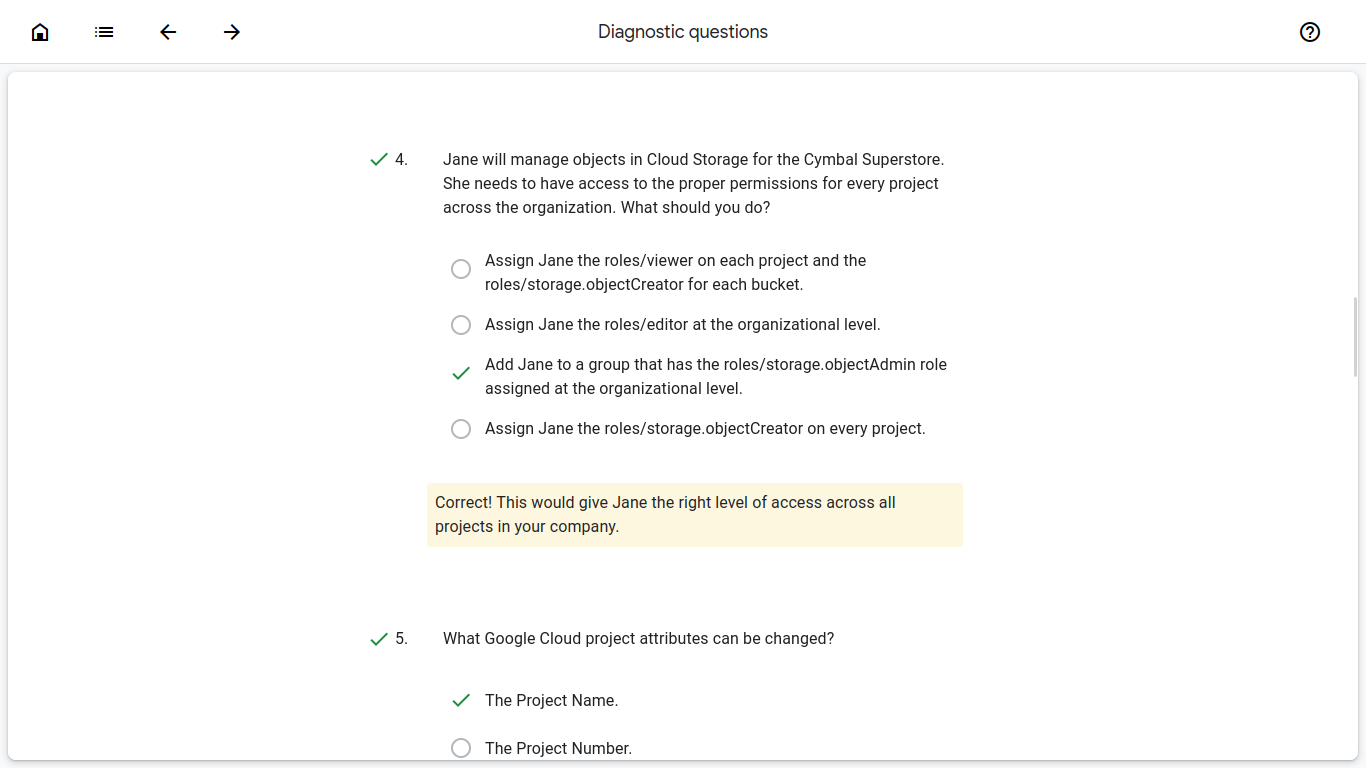 Diagnostic questions
4.
Jane will manage objects in Cloud Storage for the Cymbal Superstore.
She needs to have access to the proper permissions for every project
across the organization. What should you do?
Assign Jane the roles/viewer on each project and the
roles/storage.objectCreator for each bucket.
Assign Jane the roles/editor at the organizational level.
Add Jane to a group that has the roles/storage.objectAdmin role
assigned at the organizational level.
Assign Jane the roles/storage.objectCreator on every project.
Correct! This would give Jane the right level of access across all
projects in your company.
5.
What Google Cloud project attributes can be changed?
The Project Name.
The Project Number.